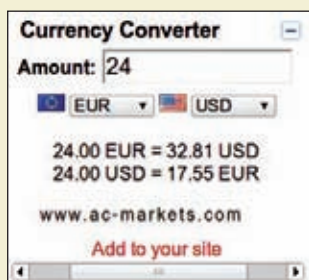 Currency Converter
Amount: 24
EUR USD
24.00 EUR = 32.81 USD
24.00 USD = 17.55 EUR
www.ac-markets.com
Add to your site